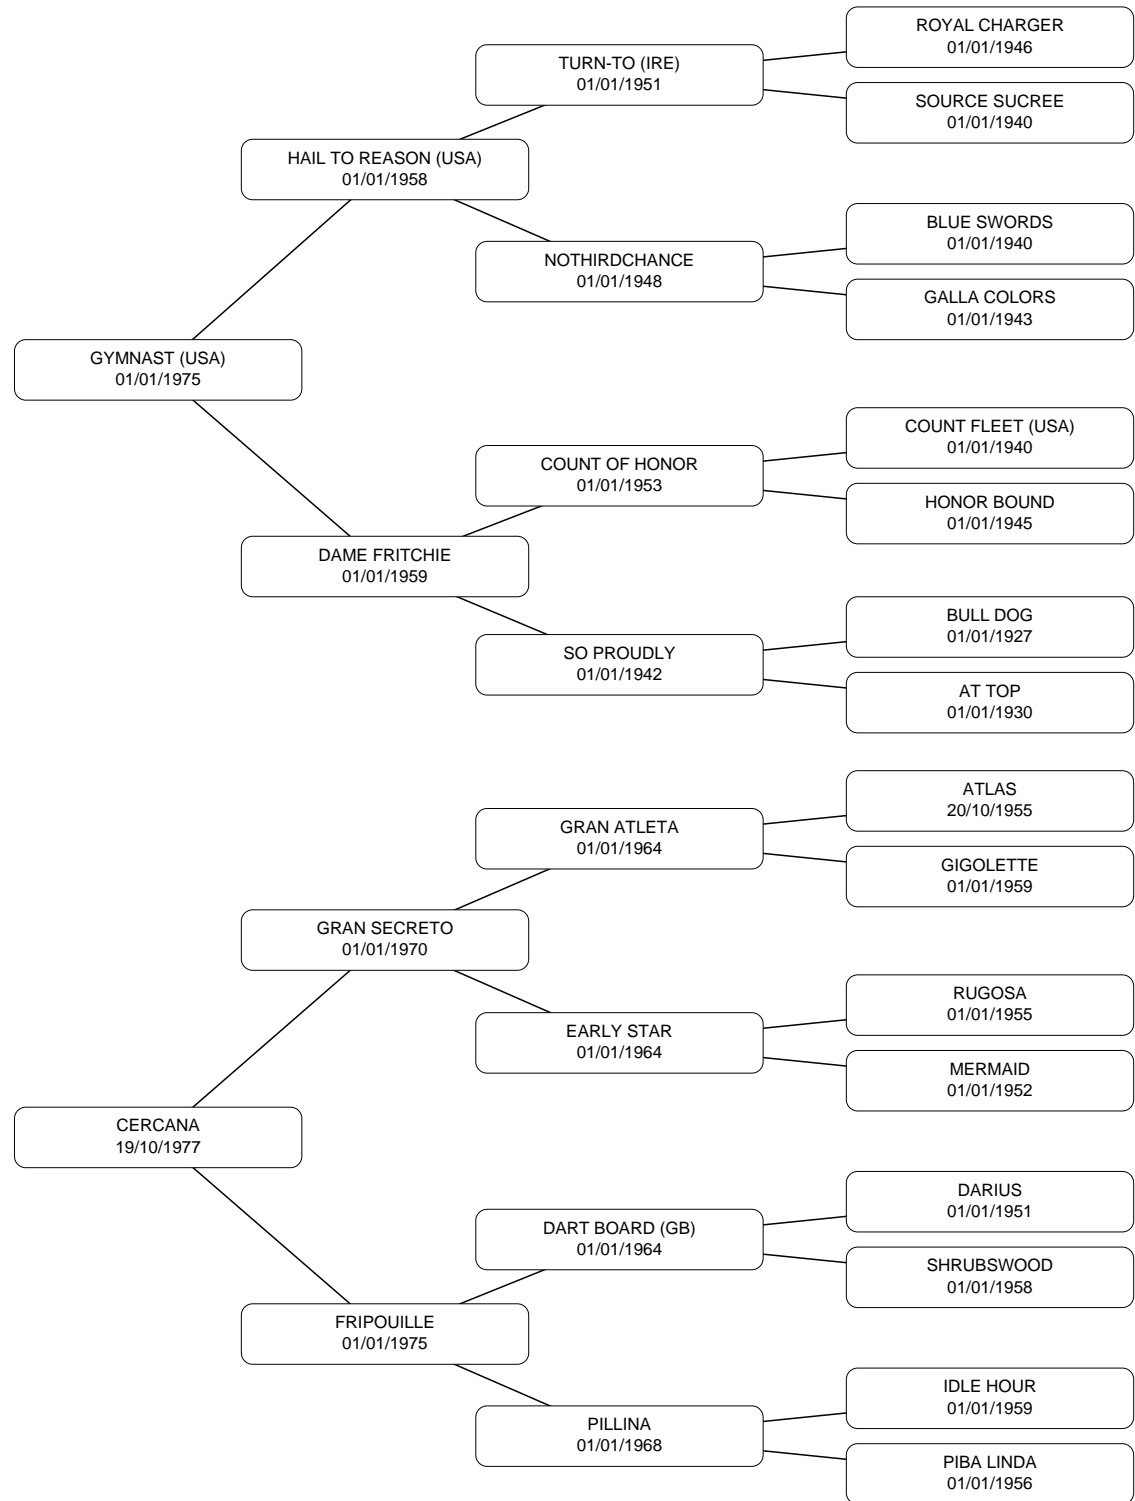 ROYAL CHARGER
01/01/1946
TURN-TO (IRE)
01/01/1951
SOURCE SUCREE
01/01/1940
HAIL TO REASON (USA)
01/01/1958
BLUE SWORDS
01/01/1940
NOTHIRDCHANCE
01/01/1948
GALLA COLORS
01/01/1943
GYMNAST (USA)
01/01/1975
COUNT FLEET (USA)
01/01/1940
COUNT OF HONOR
01/01/1953
HONOR BOUND
01/01/1945
DAME FRITCHIE
01/01/1959
BULL DOG
01/01/1927
SO PROUDLY
01/01/1942
AT TOP
01/01/1930
ATLAS
20/10/1955
GRAN ATLETA
01/01/1964
GIGOLETTE
01/01/1959
GRAN SECRETO
01/01/1970
RUGOSA
01/01/1955
EARLY STAR
01/01/1964
MERMAID
01/01/1952
CERCANA
19/10/1977
DARIUS
01/01/1951
DART BOARD (GB)
01/01/1964
SHRUBSWOOD
01/01/1958
FRIPOUILLE
01/01/1975
IDLE HOUR
01/01/1959
PILLINA
01/01/1968
PIBA LINDA
01/01/1956